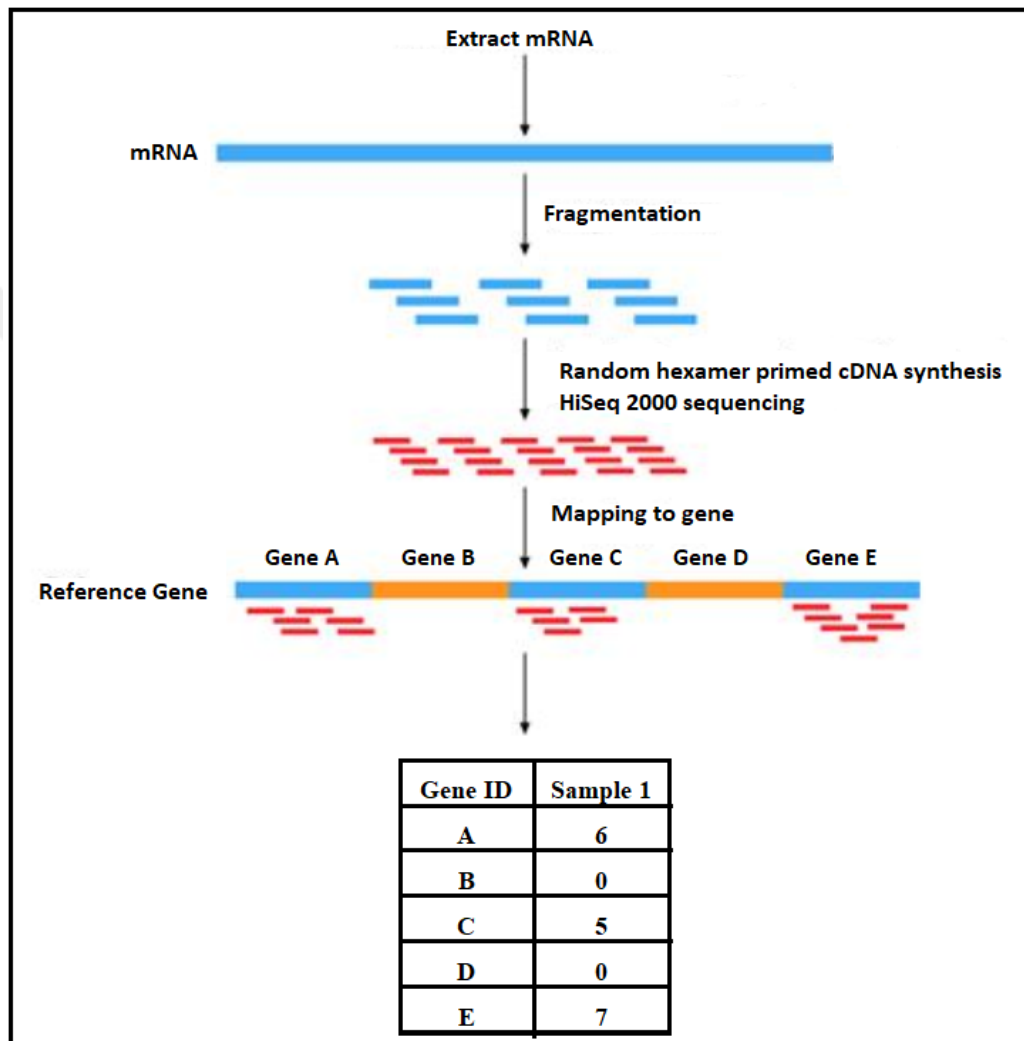 Extract mRNA
mRNA
Fragmentation
Random hexamer primed cDNA synthesis
HiSeq 2000 sequencing
Mapping to gene
Gene A Gene B Gene C Gene D Gene E
Reference Gene
Gene ID Sample 1
A 6
B 0
C 5
D 0
E 7